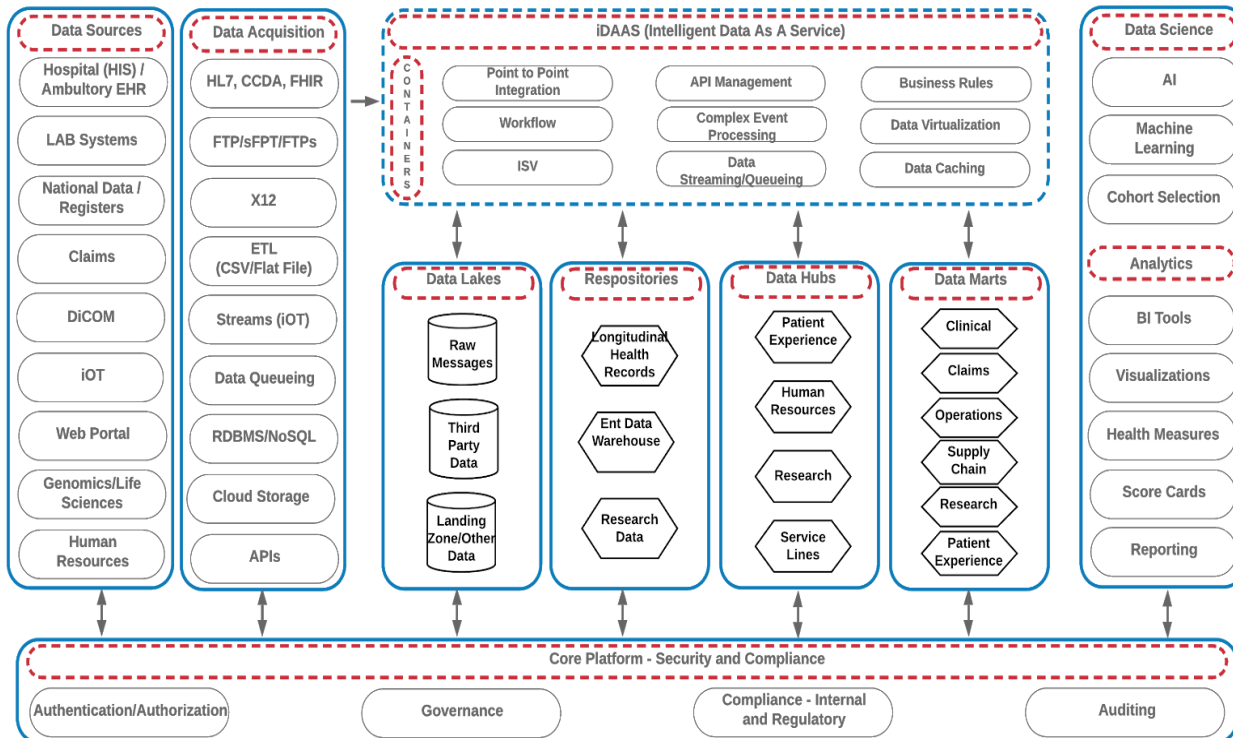 Data Sources
Hospital (HIS) /
Ambultory EHR
LAB Systems
National Data /
Registers
Claims
DiCOM
iOT
Web Portal
Genomics/Life
Sciences
Human
Resources
Data Acquisition
HL7, CCDA, FHIR
FTP/sFPT/FTPs
X12
ETL
(CSV/Flat File)
Streams (iOT)
Data Queueing
RDBMS/NoSQL
Cloud Storage
APIs
iDAAS (Intelligent Data As A Service)
CONTAINERS
Point to Point
Integration
API Management
Business Rules
Workflow
Complex Event
Processing
Data Virtualization
ISV
Data
Streaming/Queueing
Data Caching
Data Lakes
Raw
Messages
Third
Party
Data
Landing
Zone/Other
Data
Respositories
Longitudinal
Health
Records
Ent Data
Warehouse
Research
Data
Data Hubs
Patient
Experience
Human
Resources
Research
Service
Lines
Data Marts
Clinical
Claims
Operations
Supply
Chain
Research
Patient
Experience
Data Science
AI
Machine
Learning
Cohort Selection
Analytics
BI Tools
Visualizations
Health Measures
Score Cards
Reporting
Core Platform - Security and Compliance
Authentication/Authorization
Governance
Compliance - Internal
and Regulatory
Auditing